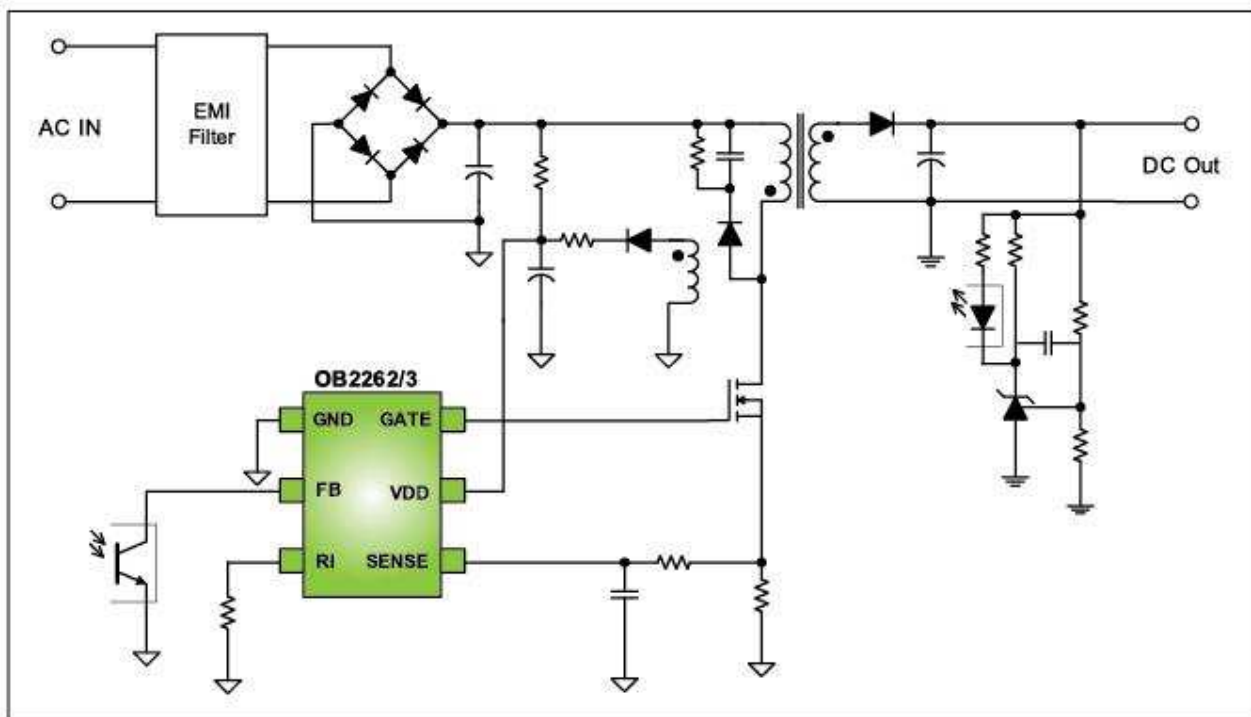 AC IN
EMI
Filter
DC Out
OB2262/3
GND
GATE
FB
VDD
RI
SENSE